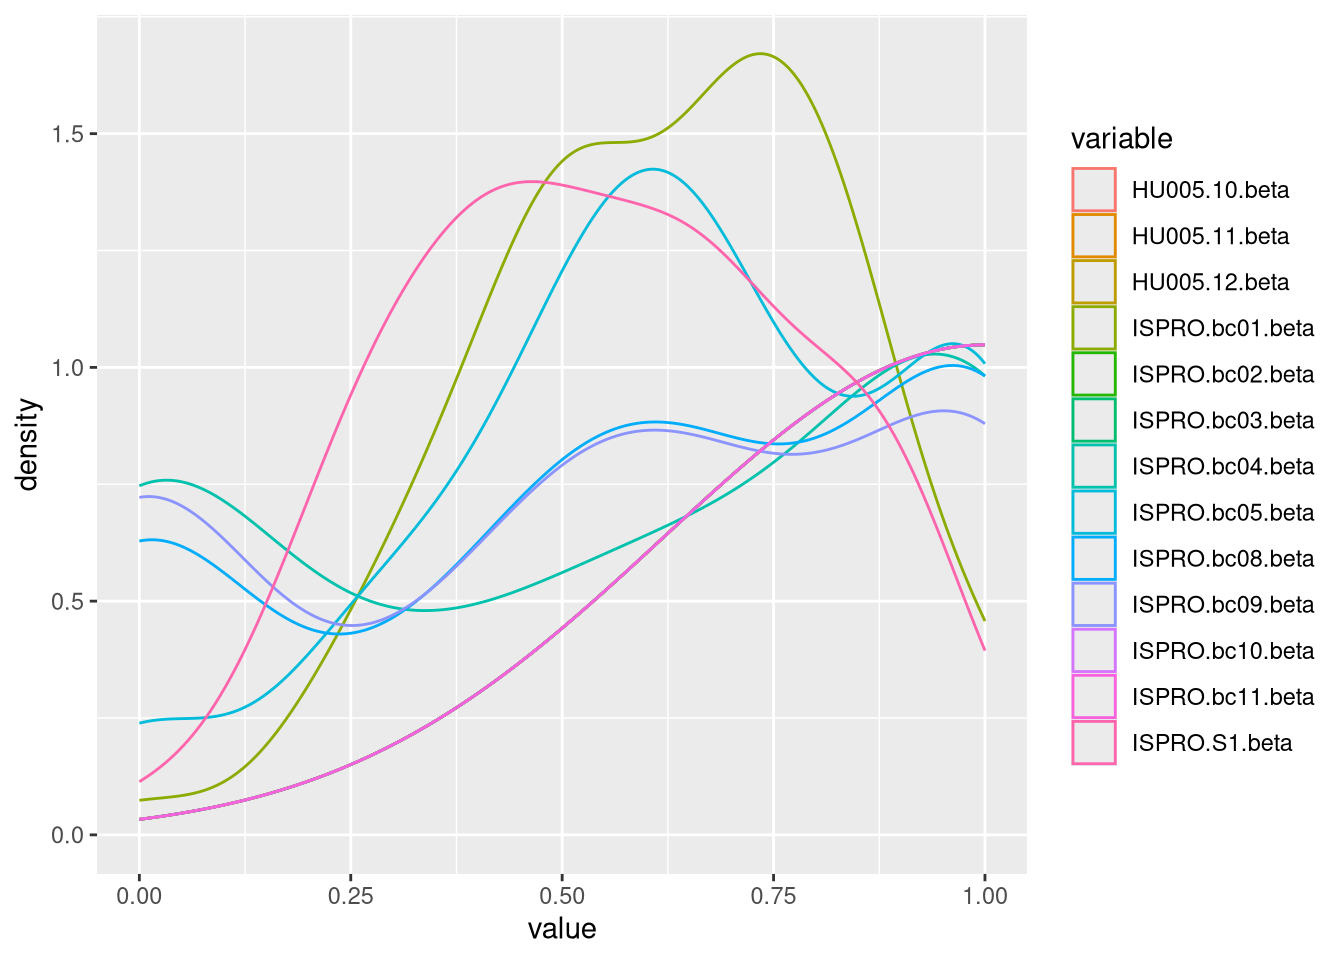 density
1.5
1.0
0.5
0.0
0.00 0.25 0.50 0.75 1.00
value
variable
HU005.10.beta
HU005.11.beta
HU005.12.beta
ISPRO.bc01.beta
ISPRO.bc02.beta
ISPRO.bc03.beta
ISPRO.bc04.beta
ISPRO.bc05.beta
ISPRO.bc08.beta
ISPRO.bc09.beta
ISPRO.bc10.beta
ISPRO.bc11.beta
ISPRO.S1.beta